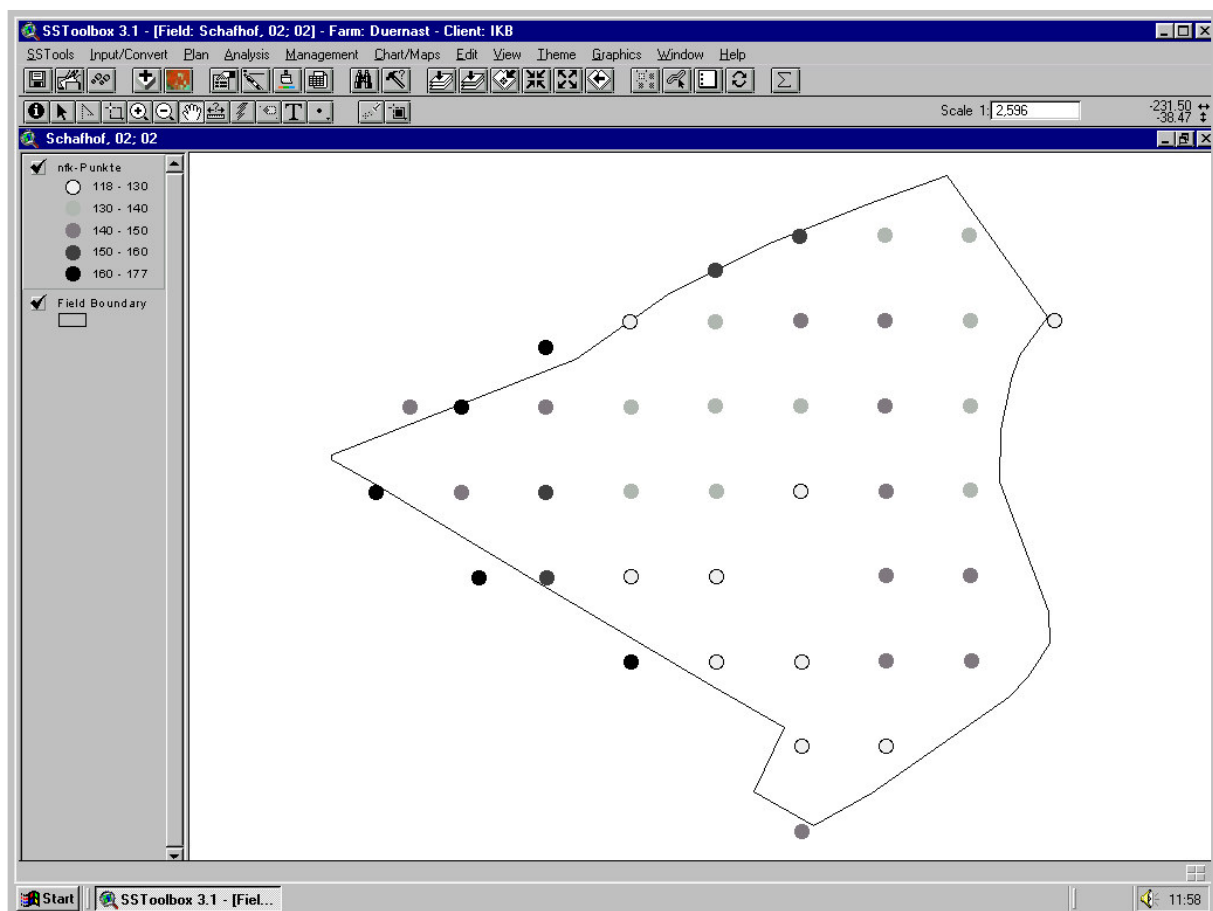 SSToolbox 3.1 - [Field: Schafhof, 02; 02] - Farm: Duernast - Client: IKB
SSTools Input/Convert Plan Analysis Management Chart/Maps Edit View Theme Graphics Window Help
Scale 1: 2,596
-231.50
-38.47
Schafhof, 02; 02
nfk-Punkte
118 - 130
130 - 140
140 - 150
150 - 160
160 - 177
Field Boundary
Start SSToolbox 3.1 - [Fiel... 11:58